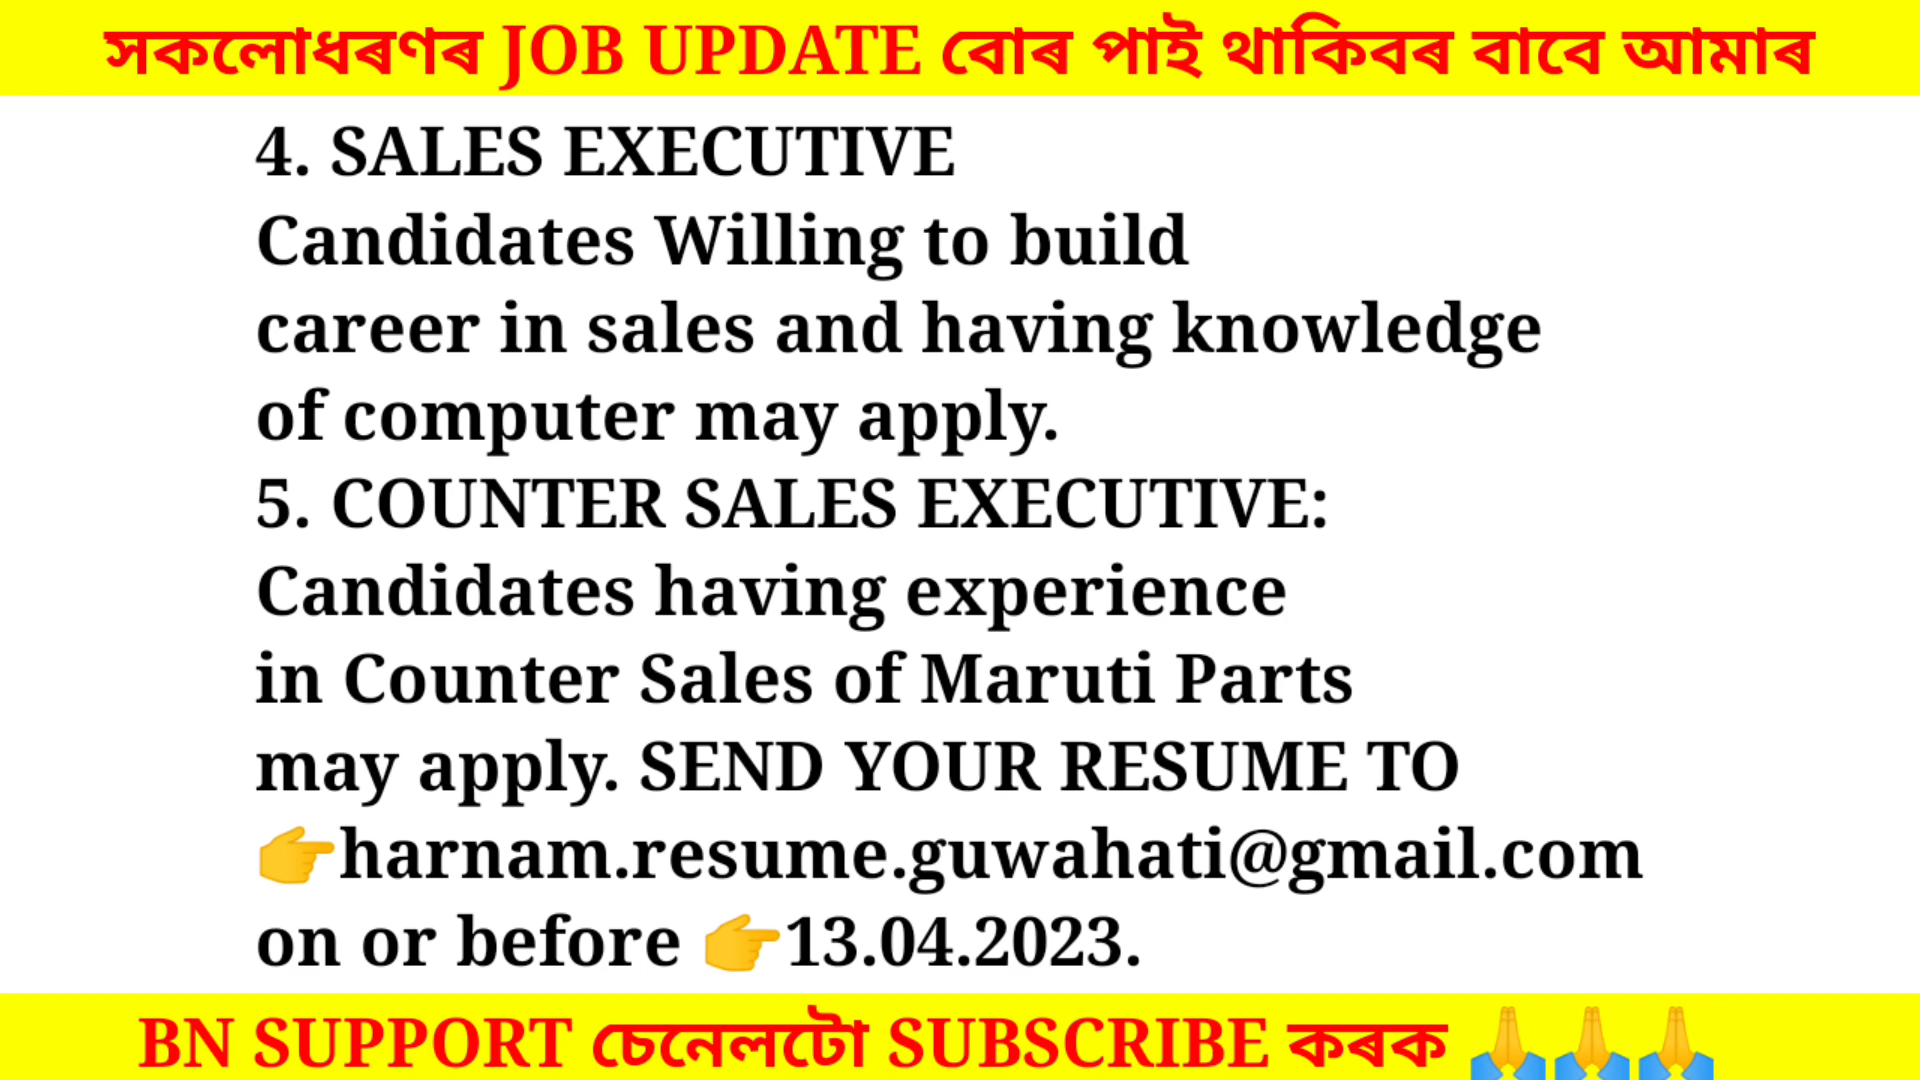 সকলোধৰণৰ JOB UPDATE বোৰ পাই থাকিবৰ বাবে আমাৰ
4. SALES EXECUTIVE
Candidates Willing to build
career in sales and having knowledge
of computer may apply.
5. COUNTER SALES EXECUTIVE:
Candidates having experience
in Counter Sales of Maruti Parts
may apply. SEND YOUR RESUME TO
👉harnam.resume.guwahati@gmail.com
on or before 👉13.04.2023.
BN SUPPORT চেনেলটো SUBSCRIBE কৰক 🙏🙏🙏